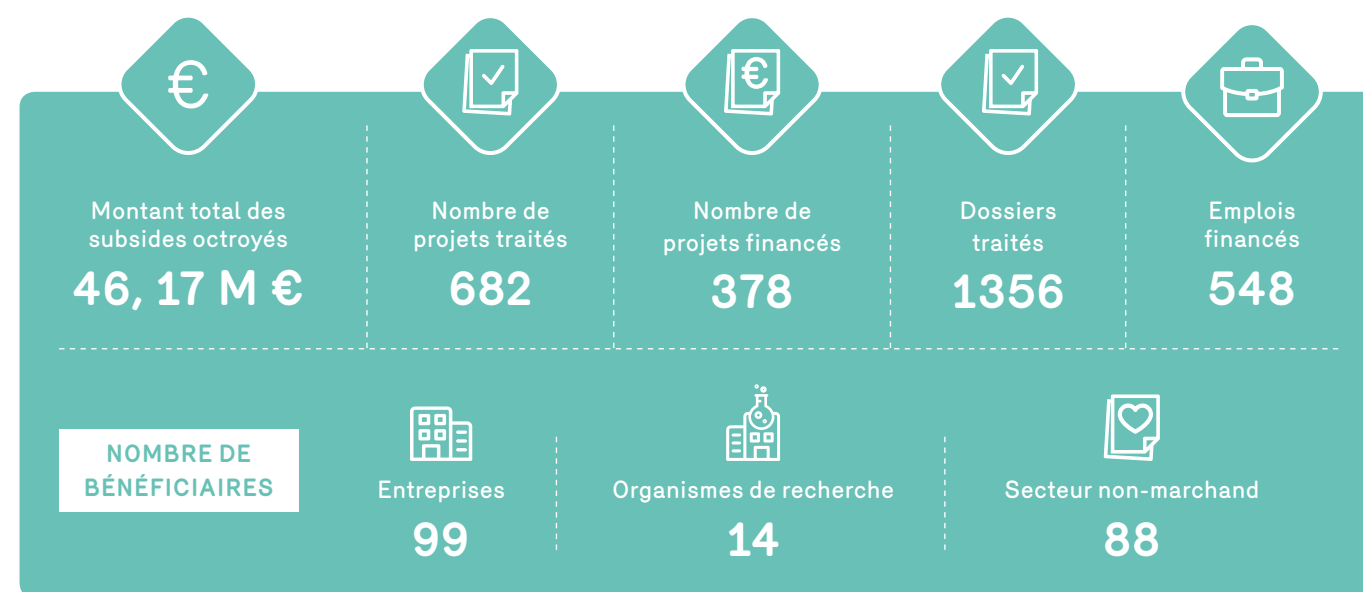 €
€
Montant total des
subsides octroyés
46, 17 M €
Nombre de
projets traités
682
Nombre de
projets financés
378
Dossiers
traités
1356
Emplois
financés
548
NOMBRE DE
BÉNÉFICIAIRES
Entreprises
99
Organismes de recherche
14
Secteur non-marchand
88